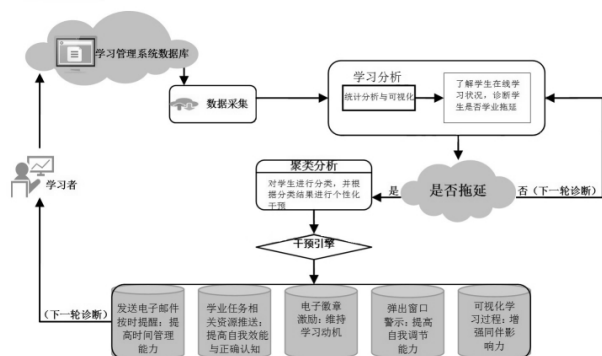 学习管理系统数据库
学习分析
统计分析与可视化
了解学生在线学
习状况，诊断学
生是否学业拖延
数据采集
聚类分析
对学生进行分类，并根
据分类结果进行个性化
干预
是
是否拖延
否（下一轮诊断）
学习者
干预引擎
（下一轮诊断）
发送电子邮件
按时提醒：提
高时间管理
能力
学业任务相
关资源推送：
提高自我效能
与正确认知
电子徽章
激励：维持
学习动机
弹出窗口
警示：提高
自我调节
能力
可视化学
习过程：增
强同伴影
响力